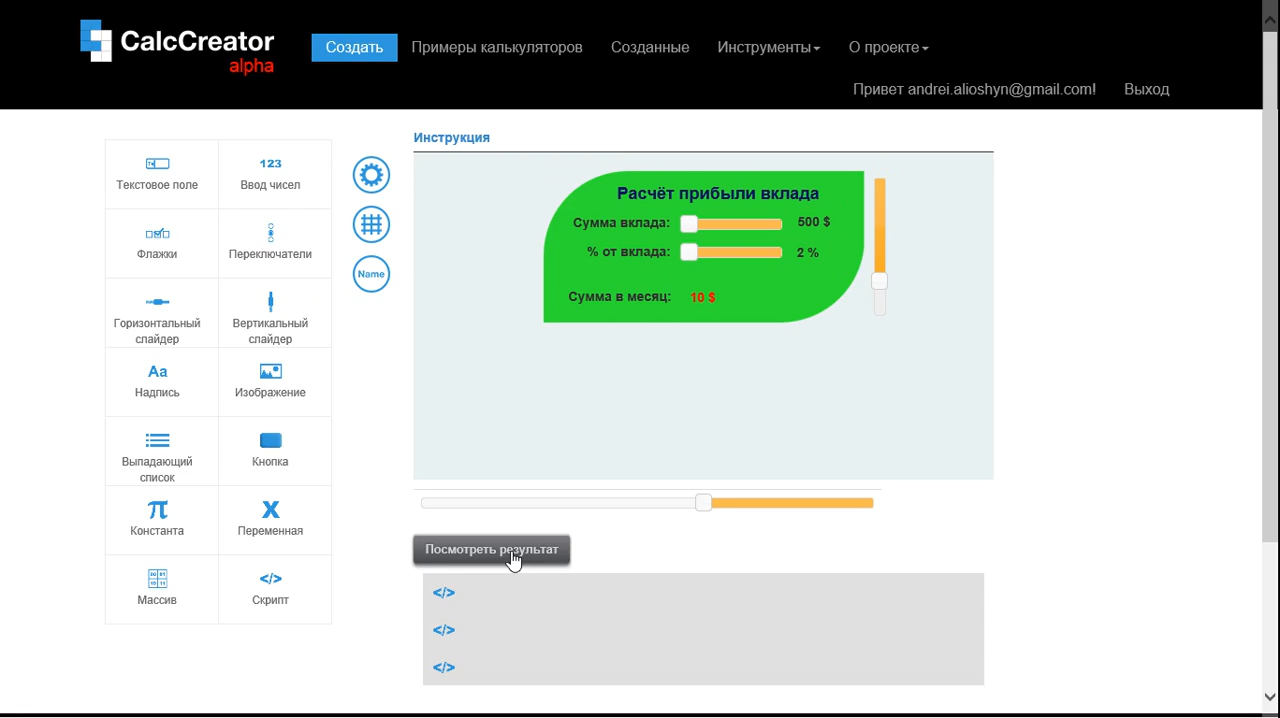 CalcCreator
alpha
Создать
Примеры калькуляторов
Созданные
Инструменты
О проекте
Привет andrei.alioshyn@gmail.com!
Выход
Текстовое поле
123
Ввод чисел
Флажки
Переключатели
Горизонтальный
слайдер
Вертикальный
слайдер
Aa
Надпись
Изображение
Выпадающий
список
Кнопка
π
Константа
X
Переменная
Массив
</>
Скрипт
Name
Инструкция
Расчёт прибыли вклада
Сумма вклада: 500 $
% от вклада: 2 %
Сумма в месяц: 10 $
Посмотреть результат
</>
</>
</>